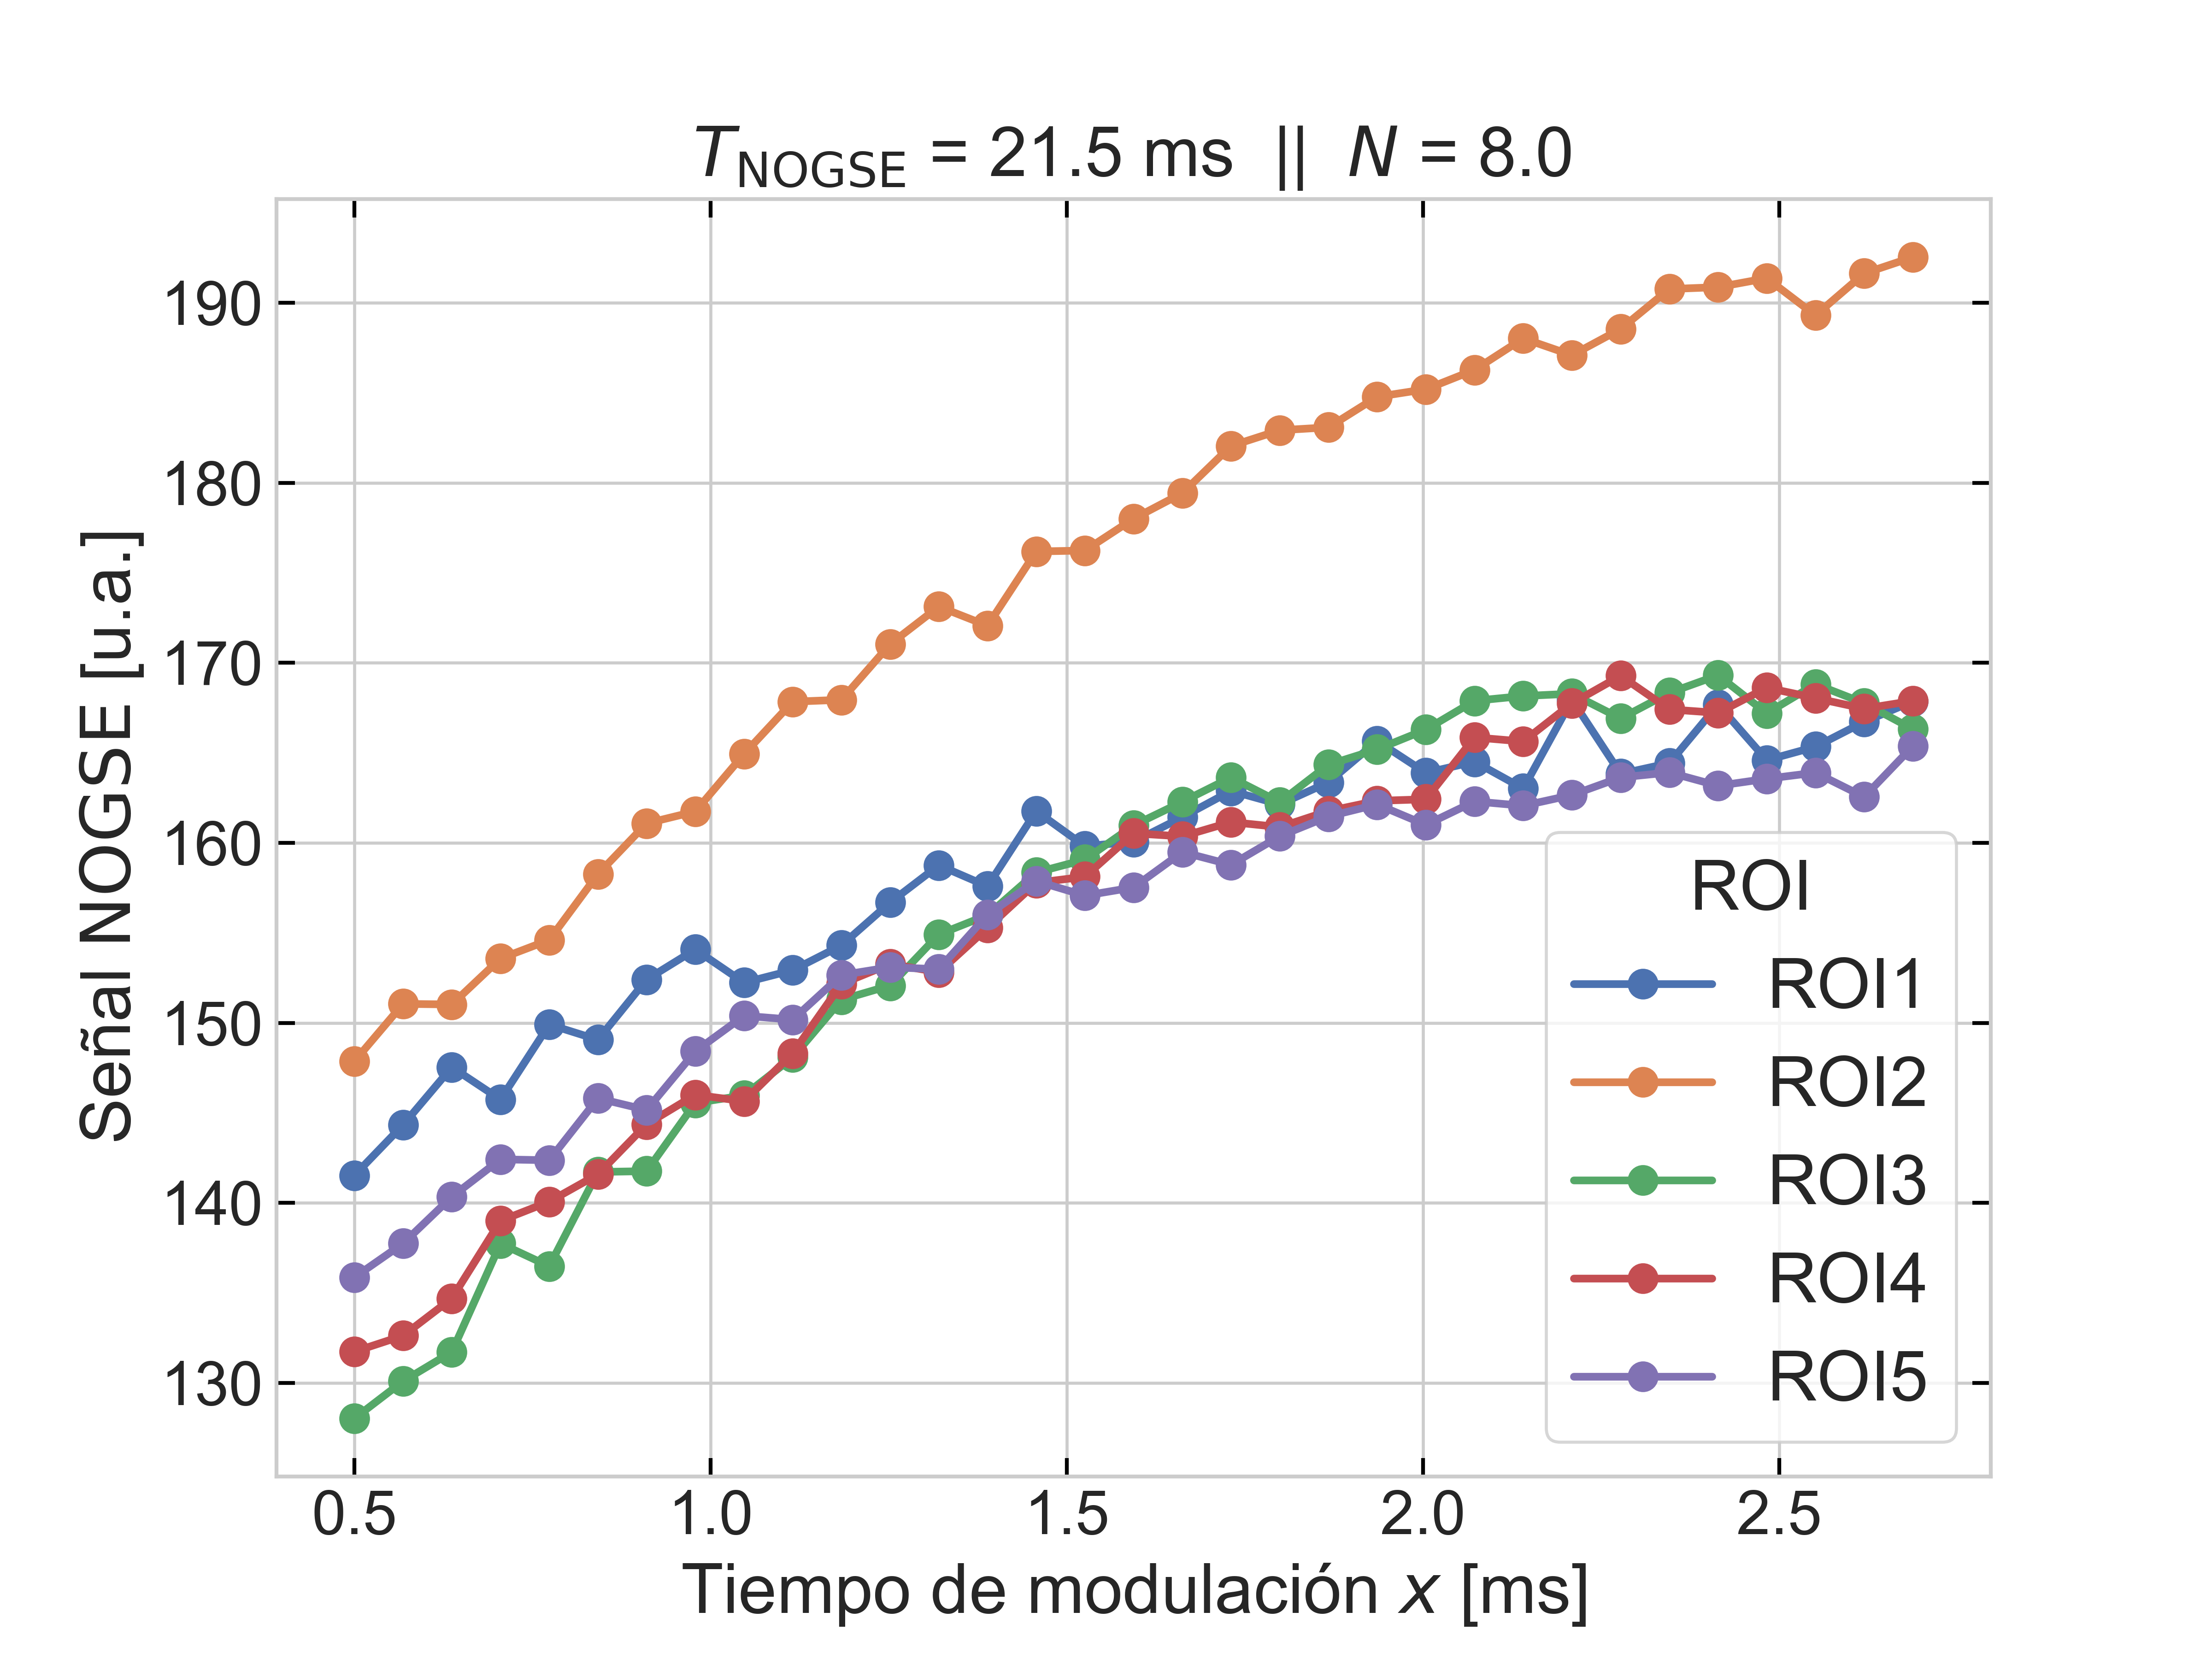 T_NOGSE = 21.5 ms || N = 8.0
Señal NOGSE [u.a.]
190
180
170
160
150
140
130
ROI
ROI1
ROI2
ROI3
ROI4
ROI5
0.5 1.0 1.5 2.0 2.5
Tiempo de modulación x [ms]